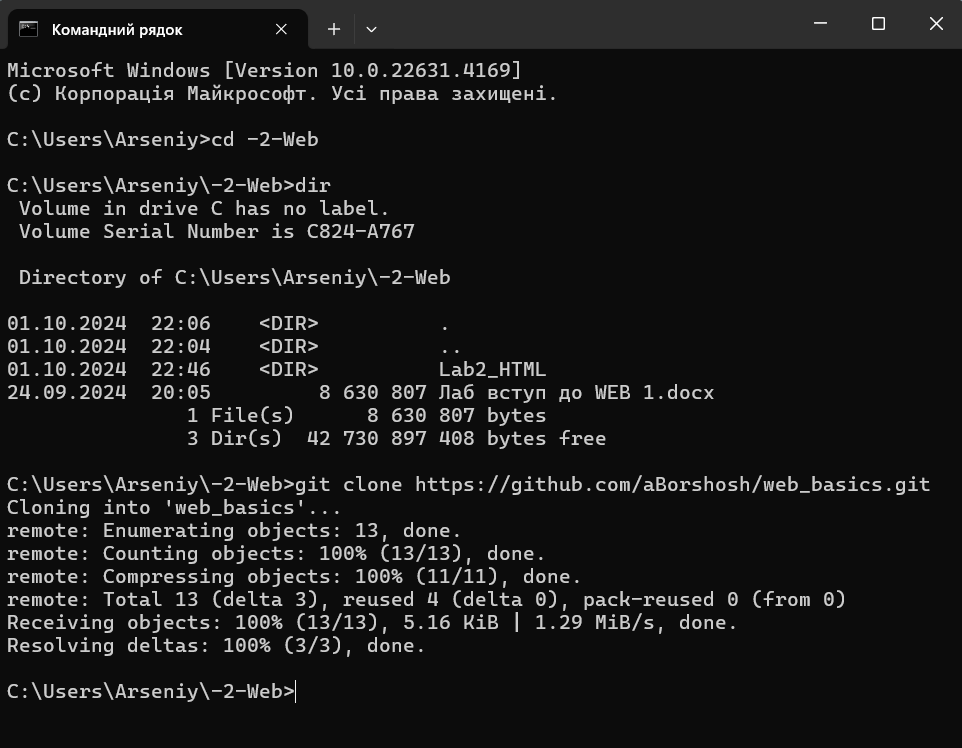 Командний рядок
Microsoft Windows [Version 10.0.22631.4169]
(c) Корпорація Майкрософт. Усі права захищені.
C:\Users\Arseniy>cd -2-Web
C:\Users\Arseniy\-2-Web>dir
 Volume in drive C has no label.
 Volume Serial Number is C824-A767
 Directory of C:\Users\Arseniy\-2-Web
01.10.2024  22:06    <DIR>          .
01.10.2024  22:04    <DIR>          ..
01.10.2024  22:46    <DIR>          Lab2_HTML
24.09.2024  20:05         8 630 807 Лаб вступ до WEB 1.docx
               1 File(s)      8 630 807 bytes
               3 Dir(s)  42 730 897 408 bytes free
C:\Users\Arseniy\-2-Web>git clone https://github.com/aBorshosh/web_basics.git
Cloning into 'web_basics'...
remote: Enumerating objects: 13, done.
remote: Counting objects: 100% (13/13), done.
remote: Compressing objects: 100% (11/11), done.
remote: Total 13 (delta 3), reused 4 (delta 0), pack-reused 0 (from 0)
Receiving objects: 100% (13/13), 5.16 KiB | 1.29 MiB/s, done.
Resolving deltas: 100% (3/3), done.
C:\Users\Arseniy\-2-Web>